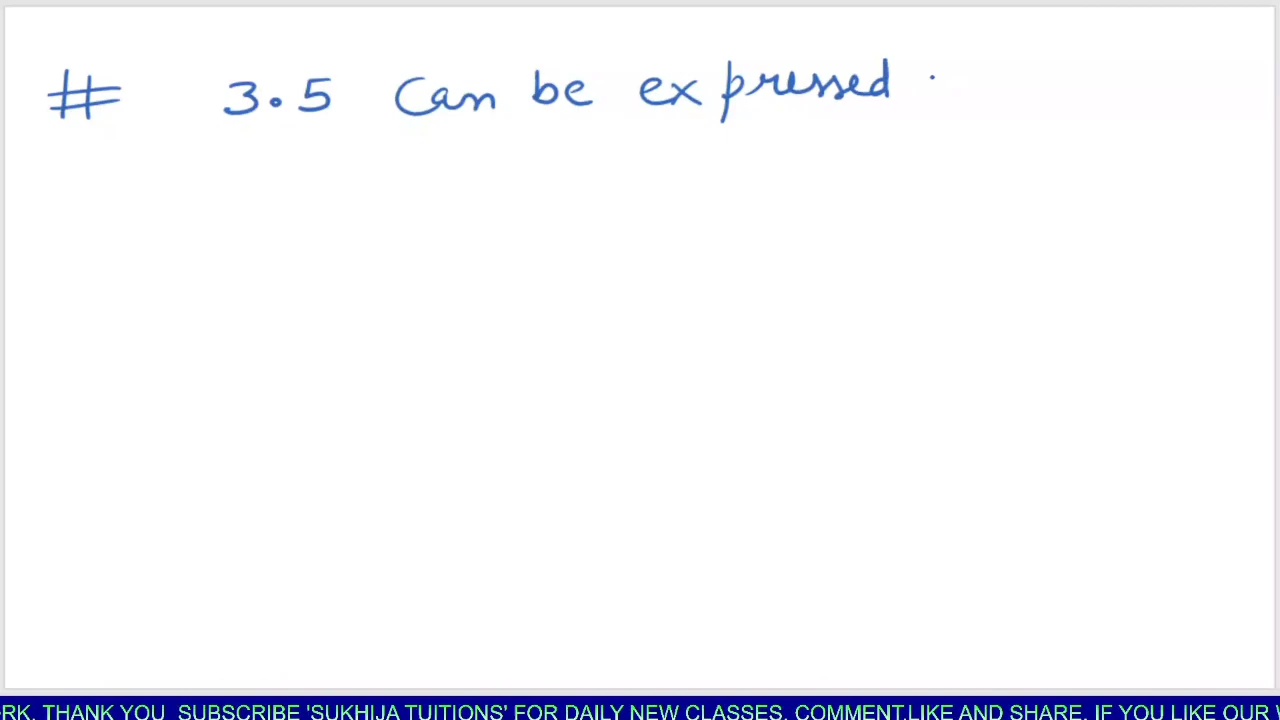 # 3.5 Can be expressed
RK. THANK YOU SUBSCRIBE 'SUKHIJA TUITIONS' FOR DAILY NEW CLASSES. COMMENT,LIKE AND SHARE. IF YOU LIKE OUR